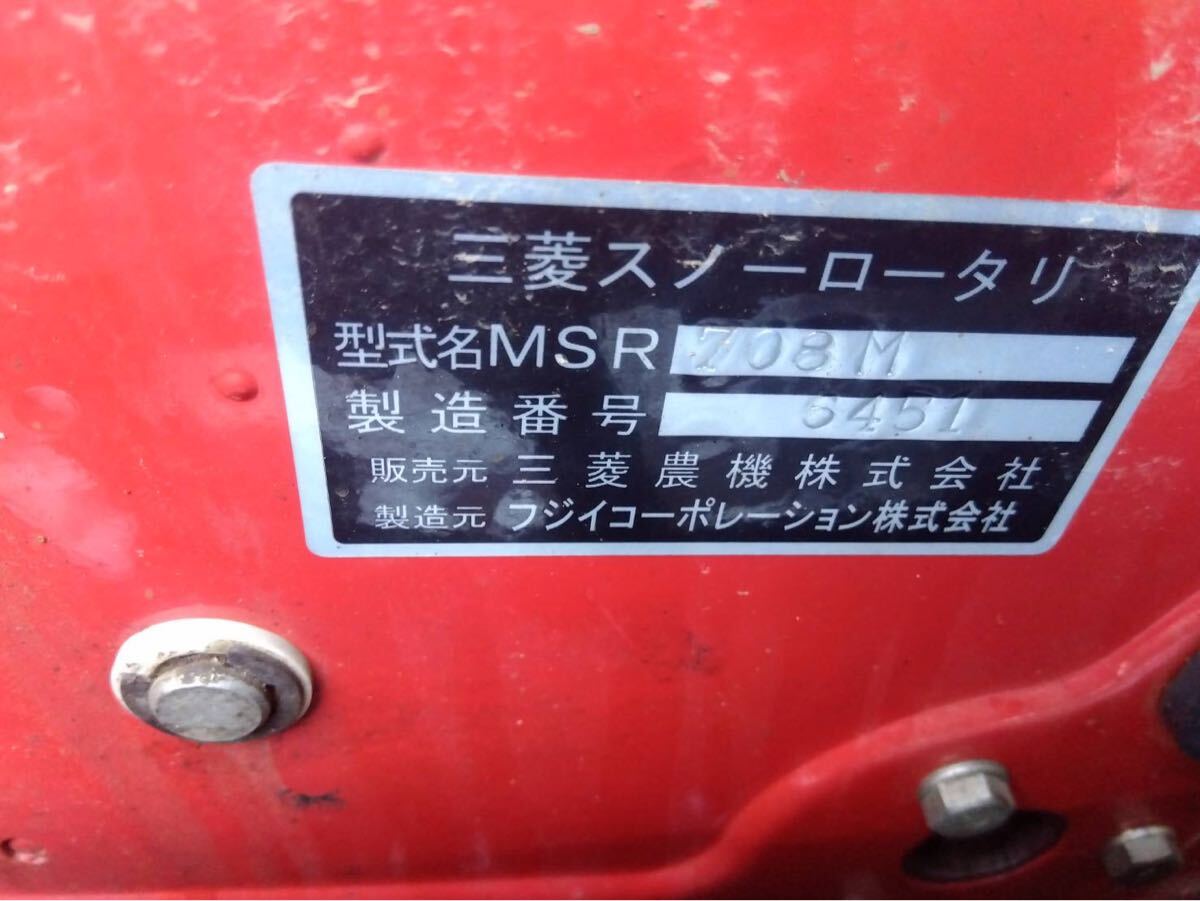 三菱スノーロータリ
型式名MSR 708M
製造番号 6451
販売元 三菱農機株式会社
製造元 フジイコーポレーション株式会社